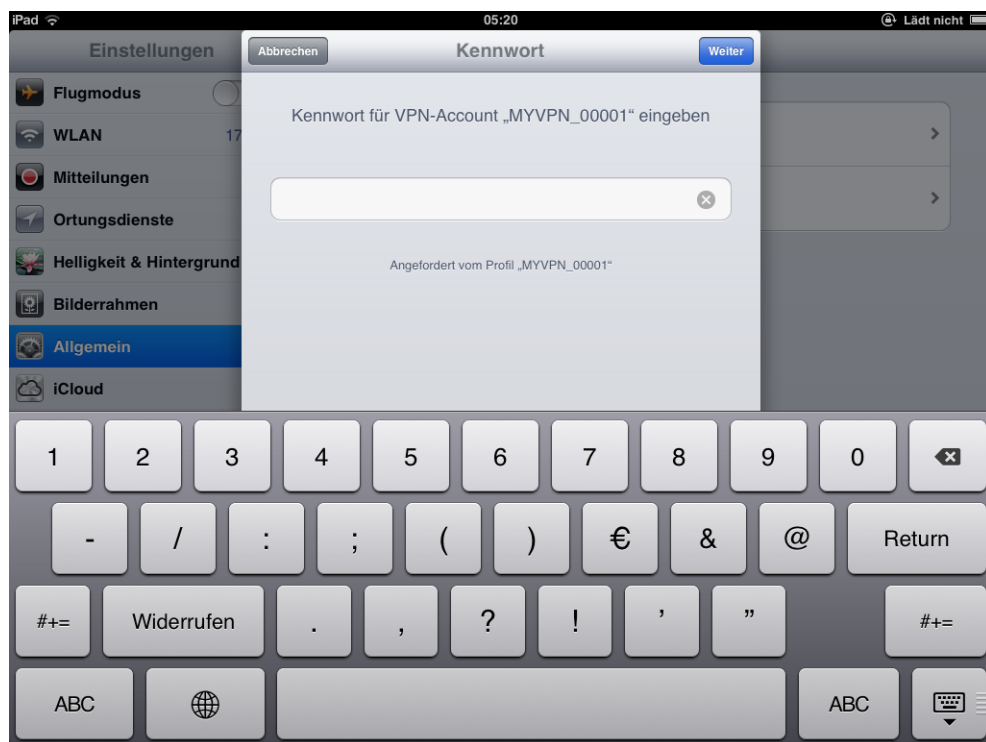 iPad 05:20 Lädt nicht
Einstellungen
Abbrechen Kennwort Weiter
Flugmodus
Kennwort für VPN-Account „MYVPN_00001“ eingeben
WLAN 17
Mitteilungen
Ortungsdienste
Helligkeit & Hintergrund
Angefordert vom Profil „MYVPN_00001“
Bilderrahmen
Allgemein
iCloud
1 2 3 4 5 6 7 8 9 0
- / : ; ( ) € & @ Return
#+= Widerrufen . , ? ! ’ ” #+=
ABC ABC